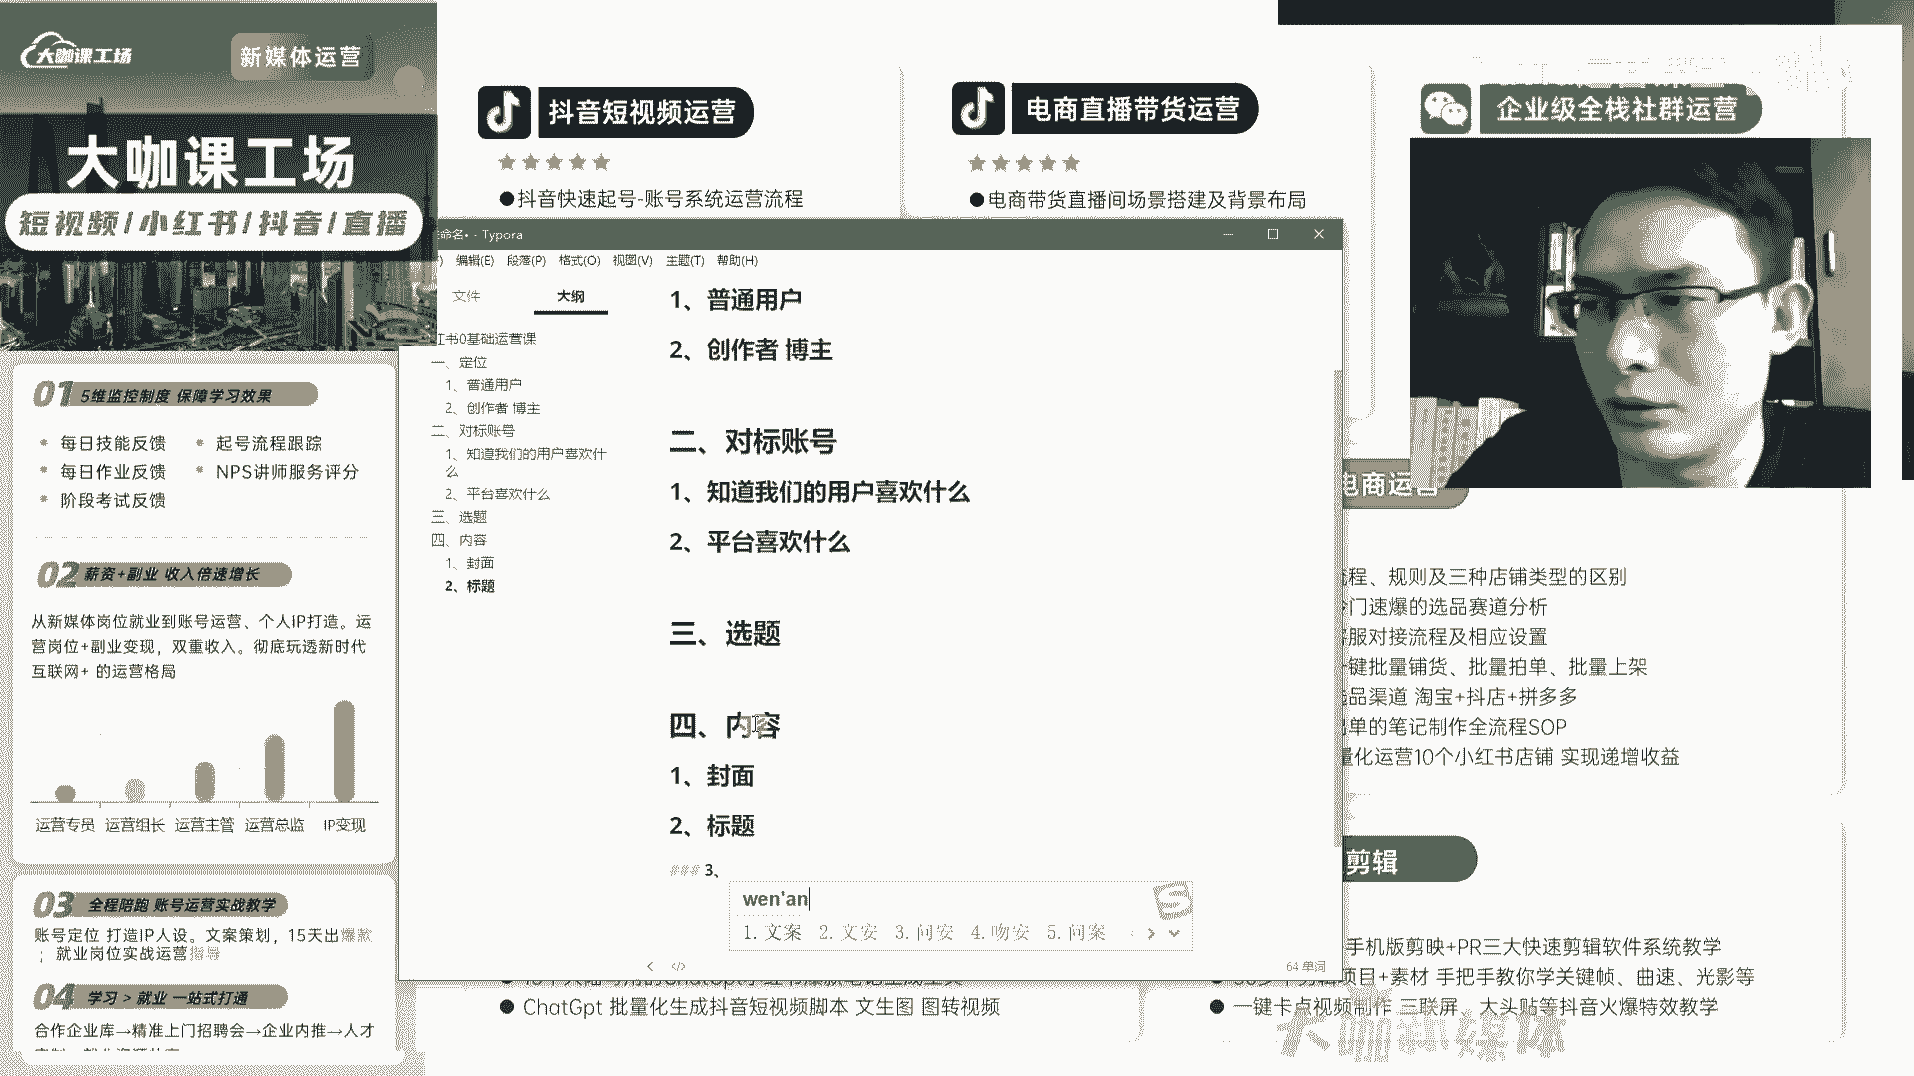 大咖课工场
新媒体运营
大咖课工场
短视频/小红书/抖音/直播
01 5维监控制度 保障学习效果
每日技能反馈
起号流程跟踪
每日作业反馈
NPS讲师服务评分
阶段考试反馈
02 薪资+副业 收入倍速增长
从新媒体岗位就业到账号运营、个人IP打造。运
营岗位+副业变现，双重收入。彻底玩透新时代
互联网+ 的运营格局
运营专员 运营组长 运营主管 运营总监 IP变现
03 全程陪跑 账号运营实战教学
账号定位 打造IP人设。文案策划，15天出爆款
；就业岗位实战运营指导
04 学习 > 就业 一站式打通
合作企业库→精准上门招聘会→企业内推→人才
抖音短视频运营
●抖音快速起号-账号系统运营流程
电商直播带货运营
●电商带货直播间场景搭建及背景布局
企业级全栈社群运营
命名• - Typora
编辑(E) 段落(P) 格式(O) 视图(V) 主题(T) 帮助(H)
文件 大纲
书0基础运营课
一、定位
1、普通用户
2、创作者 博主
二、对标账号
1、知道我们的用户喜欢什
么
2、平台喜欢什么
三、选题
四、内容
1、封面
2、标题
1、普通用户
2、创作者 博主
二、对标账号
1、知道我们的用户喜欢什么
2、平台喜欢什么
三、选题
四、内容
1、封面
2、标题
### 3、
wen'an
1. 文案 2. 文安 3. 问安 4. 吻安 5. 问案
64 单词
电商运营
程、规则及三种店铺类型的区别
门速爆的选品赛道分析
服对接流程及相应设置
键批量铺货、批量拍单、批量上架
品渠道 淘宝+抖店+拼多多
单的笔记制作全流程SOP
量化运营10个小红书店铺 实现递增收益
剪辑
手机版剪映+PR三大快速剪辑软件系统教学
项目+素材 手把手教你学关键帧、曲速、光影等
● 一键卡点视频制作 三联屏、大头贴等抖音火爆特效教学
● ChatGpt 批量化生成抖音短视频脚本 文生图 图转视频
大咖新媒体